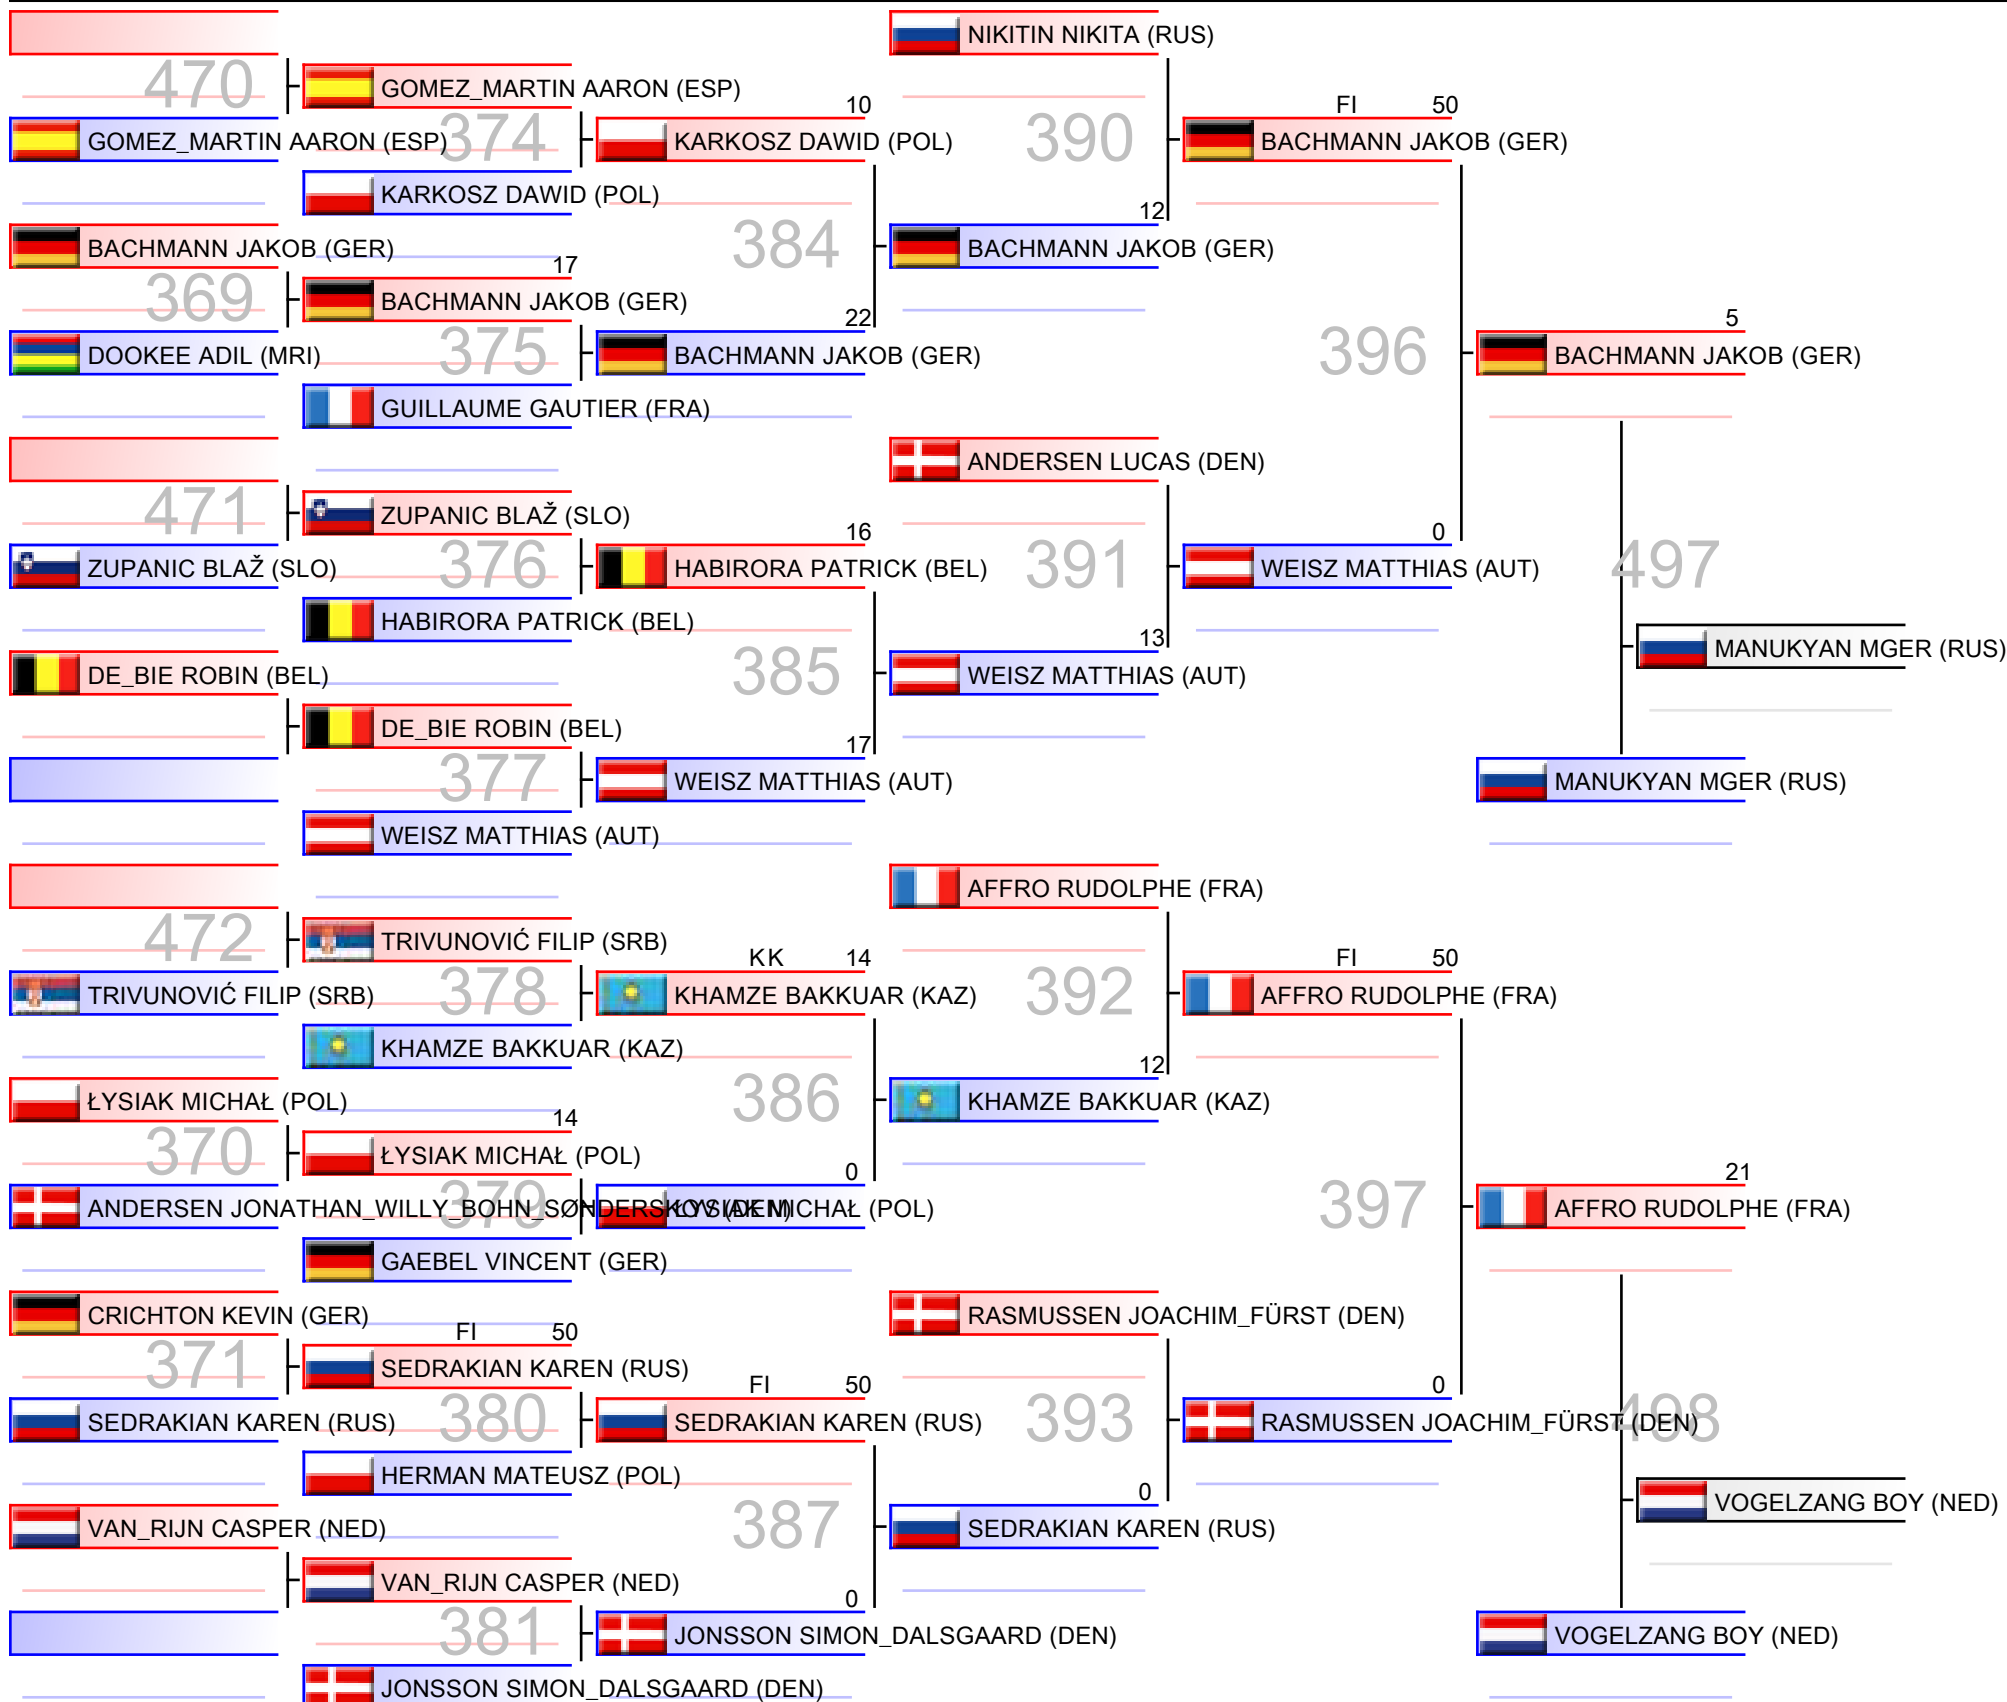 NIKITIN NIKITA (RUS)
470
GOMEZ_MARTIN AARON (ESP)
10
FI 50
GOMEZ_MARTIN AARON (ESP)
374
KARKOSZ DAWID (POL)
390
BACHMANN JAKOB (GER)
KARKOSZ DAWID (POL)
12
BACHMANN JAKOB (GER)
17
384
BACHMANN JAKOB (GER)
369
BACHMANN JAKOB (GER)
22
5
DOOKEE ADIL (MRI)
375
BACHMANN JAKOB (GER)
396
BACHMANN JAKOB (GER)
GUILLAUME GAUTIER (FRA)
ANDERSEN LUCAS (DEN)
471
ZUPANIC BLAŽ (SLO)
16
0
ZUPANIC BLAŽ (SLO)
376
HABIRORA PATRICK (BEL)
391
WEISZ MATTHIAS (AUT)
497
HABIRORA PATRICK (BEL)
13
MANUKYAN MGER (RUS)
DE_BIE ROBIN (BEL)
385
WEISZ MATTHIAS (AUT)
DE_BIE ROBIN (BEL)
17
377
WEISZ MATTHIAS (AUT)
MANUKYAN MGER (RUS)
WEISZ MATTHIAS (AUT)
AFFRO RUDOLPHE (FRA)
472
TRIVUNOVIĆ FILIP (SRB)
KK 14
FI 50
TRIVUNOVIĆ FILIP (SRB)
378
KHAMZE BAKKUAR (KAZ)
392
AFFRO RUDOLPHE (FRA)
KHAMZE BAKKUAR (KAZ)
12
ŁYSIAK MICHAŁ (POL)
14
386
KHAMZE BAKKUAR (KAZ)
370
ŁYSIAK MICHAŁ (POL)
0
21
ANDERSEN JONATHAN_WILLY_BOHN_SØNDERSKOV (DEN)
379
ŁYSIAK MICHAŁ (POL)
397
AFFRO RUDOLPHE (FRA)
GAEBEL VINCENT (GER)
CRICHTON KEVIN (GER)
FI 50
RASMUSSEN JOACHIM_FÜRST (DEN)
371
SEDRAKIAN KAREN (RUS)
FI 50
0
SEDRAKIAN KAREN (RUS)
380
SEDRAKIAN KAREN (RUS)
393
RASMUSSEN JOACHIM_FÜRST (DEN)
498
HERMAN MATEUSZ (POL)
0
VOGELZANG BOY (NED)
VAN_RIJN CASPER (NED)
387
SEDRAKIAN KAREN (RUS)
VAN_RIJN CASPER (NED)
0
381
JONSSON SIMON_DALSGAARD (DEN)
VOGELZANG BOY (NED)
JONSSON SIMON_DALSGAARD (DEN)